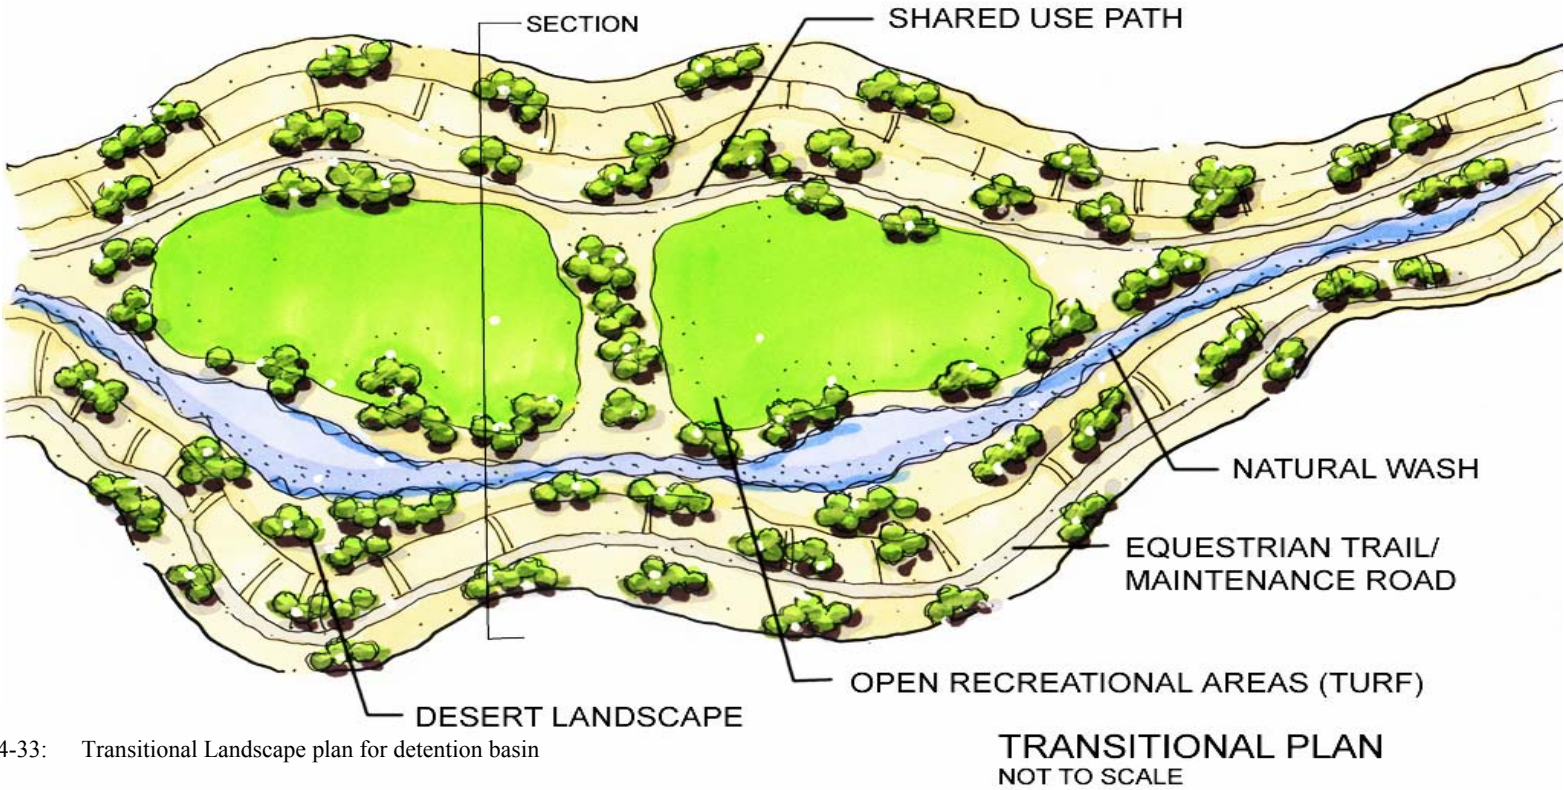 SECTION
SHARED USE PATH
NATURAL WASH
EQUESTRIAN TRAIL/
MAINTENANCE ROAD
OPEN RECREATIONAL AREAS (TURF)
DESERT LANDSCAPE
4-33: Transitional Landscape plan for detention basin
TRANSITIONAL PLAN
NOT TO SCALE